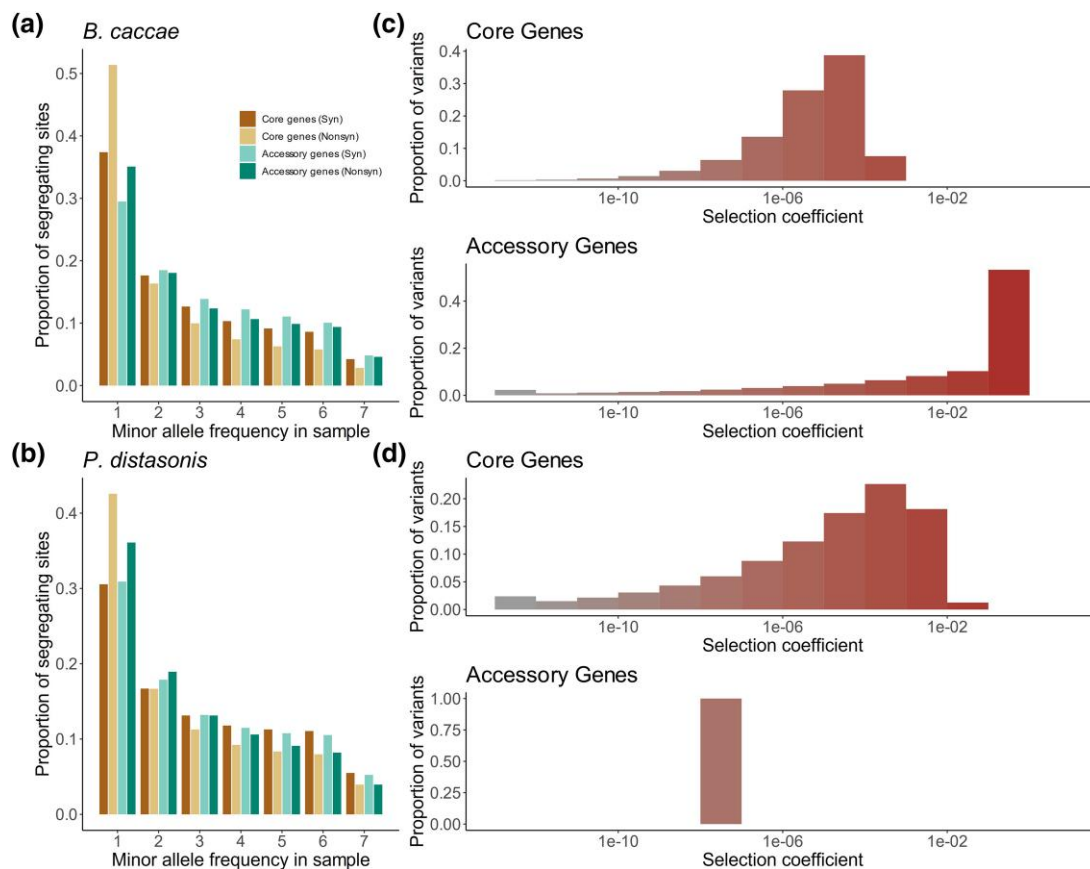 (a)
B. caccae
Proportion of segregating sites
0.5
0.4
0.3
0.2
0.1
0.0
Core genes (Syn)
Core genes (Nonsyn)
Accessory genes (Syn)
Accessory genes (Nonsyn)
1 2 3 4 5 6 7
Minor allele frequency in sample
(b)
P. distasonis
Proportion of segregating sites
0.4
0.3
0.2
0.1
0.0
1 2 3 4 5 6 7
Minor allele frequency in sample
(c)
Core Genes
Proportion of variants
0.4
0.3
0.2
0.1
0.0
1e-10 1e-06 1e-02
Selection coefficient
Accessory Genes
Proportion of variants
0.4
0.2
0.0
1e-10 1e-06 1e-02
Selection coefficient
(d)
Core Genes
Proportion of variants
0.20
0.15
0.10
0.05
0.00
1e-10 1e-06 1e-02
Selection coefficient
Accessory Genes
Proportion of variants
1.00
0.75
0.50
0.25
0.00
1e-10 1e-06 1e-02
Selection coefficient